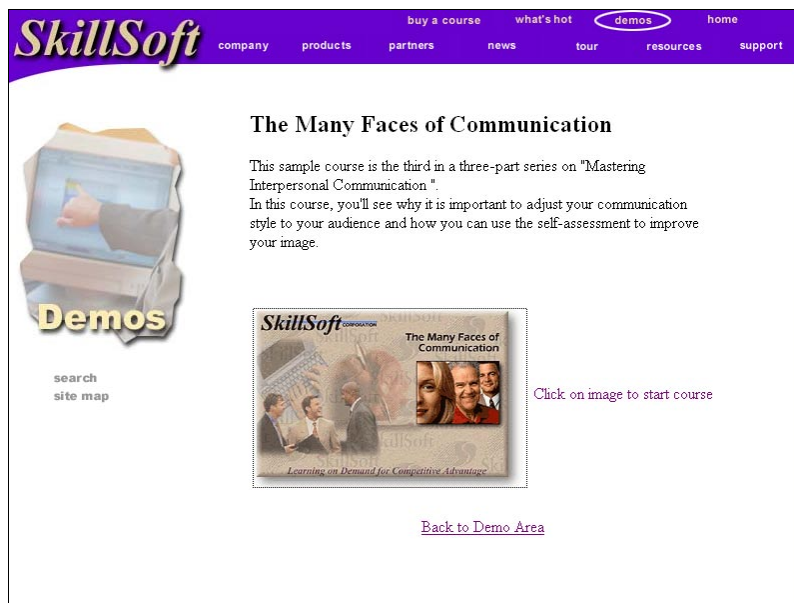 SkillSoft
buy a course what's hot demos home
company products partners news tour resources support
The Many Faces of Communication
This sample course is the third in a three-part series on "Mastering
Interpersonal Communication ".
In this course, you'll see why it is important to adjust your communication
style to your audience and how you can use the self-assessment to improve
your image.
Demos
search
site map
SkillSoft CORPORATION
The Many Faces of
Communication
Learning on Demand for Competitive Advantage
Click on image to start course
Back to Demo Area